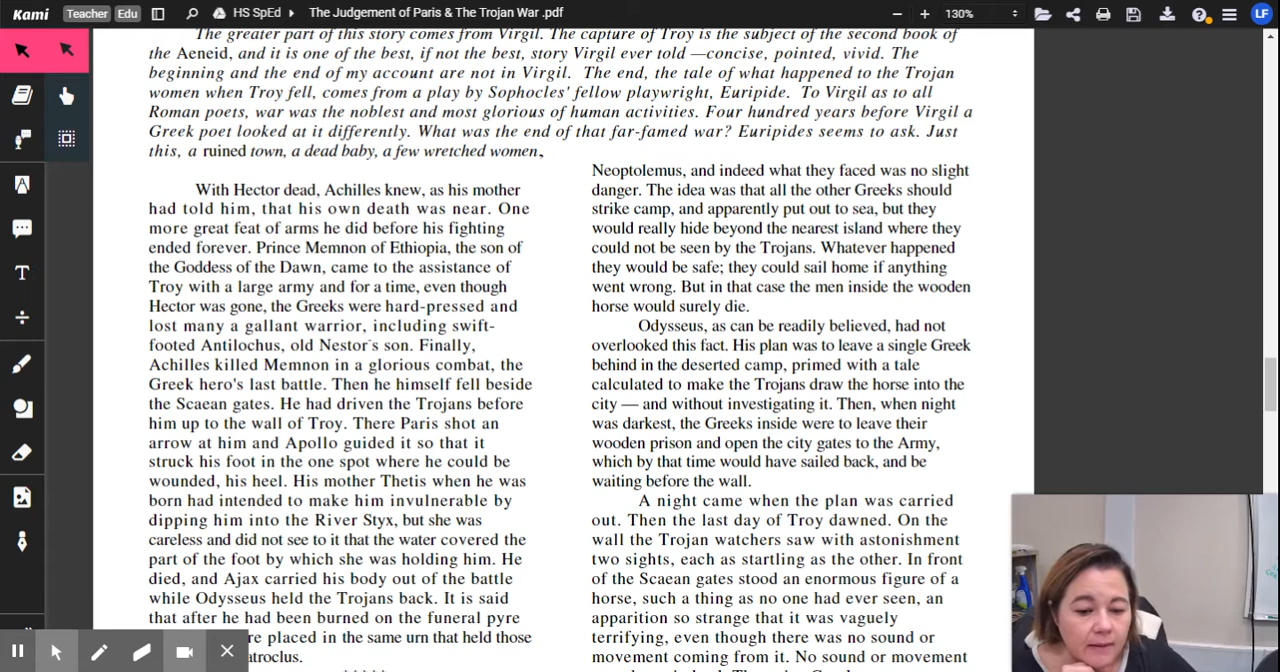 Kami
Teacher
Edu
HS SpEd
The Judgement of Paris & The Trojan War .pdf
130%
LF
The greater part of this story comes from Virgil. The capture of Troy is the subject of the second book of
the Aeneid, and it is one of the best, if not the best, story Virgil ever told —concise, pointed, vivid. The
beginning and the end of my account are not in Virgil. The end, the tale of what happened to the Trojan
women when Troy fell, comes from a play by Sophocles' fellow playwright, Euripide. To Virgil as to all
Roman poets, war was the noblest and most glorious of human activities. Four hundred years before Virgil a
Greek poet looked at it differently. What was the end of that far-famed war? Euripides seems to ask. Just
this, a ruined town, a dead baby, a few wretched women,
With Hector dead, Achilles knew, as his mother
had told him, that his own death was near. One
more great feat of arms he did before his fighting
ended forever. Prince Memnon of Ethiopia, the son of
the Goddess of the Dawn, came to the assistance of
Troy with a large army and for a time, even though
Hector was gone, the Greeks were hard-pressed and
lost many a gallant warrior, including swift-
footed Antilochus, old Nestor's son. Finally,
Achilles killed Memnon in a glorious combat, the
Greek hero's last battle. Then he himself fell beside
the Scaean gates. He had driven the Trojans before
him up to the wall of Troy. There Paris shot an
arrow at him and Apollo guided it so that it
struck his foot in the one spot where he could be
wounded, his heel. His mother Thetis when he was
born had intended to make him invulnerable by
dipping him into the River Styx, but she was
careless and did not see to it that the water covered the
part of the foot by which she was holding him. He
died, and Ajax carried his body out of the battle
while Odysseus held the Trojans back. It is said
that after he had been burned on the funeral pyre
placed in the same urn that held those
Neoptolemus, and indeed what they faced was no slight
danger. The idea was that all the other Greeks should
strike camp, and apparently put out to sea, but they
would really hide beyond the nearest island where they
could not be seen by the Trojans. Whatever happened
they would be safe; they could sail home if anything
went wrong. But in that case the men inside the wooden
horse would surely die.
Odysseus, as can be readily believed, had not
overlooked this fact. His plan was to leave a single Greek
behind in the deserted camp, primed with a tale
calculated to make the Trojans draw the horse into the
city — and without investigating it. Then, when night
was darkest, the Greeks inside were to leave their
wooden prison and open the city gates to the Army,
which by that time would have sailed back, and be
waiting before the wall.
A night came when the plan was carried
out. Then the last day of Troy dawned. On the
wall the Trojan watchers saw with astonishment
two sights, each as startling as the other. In front
of the Scaean gates stood an enormous figure of a
horse, such a thing as no one had ever seen, an
apparition so strange that it was vaguely
terrifying, even though there was no sound or
movement coming from it. No sound or movement